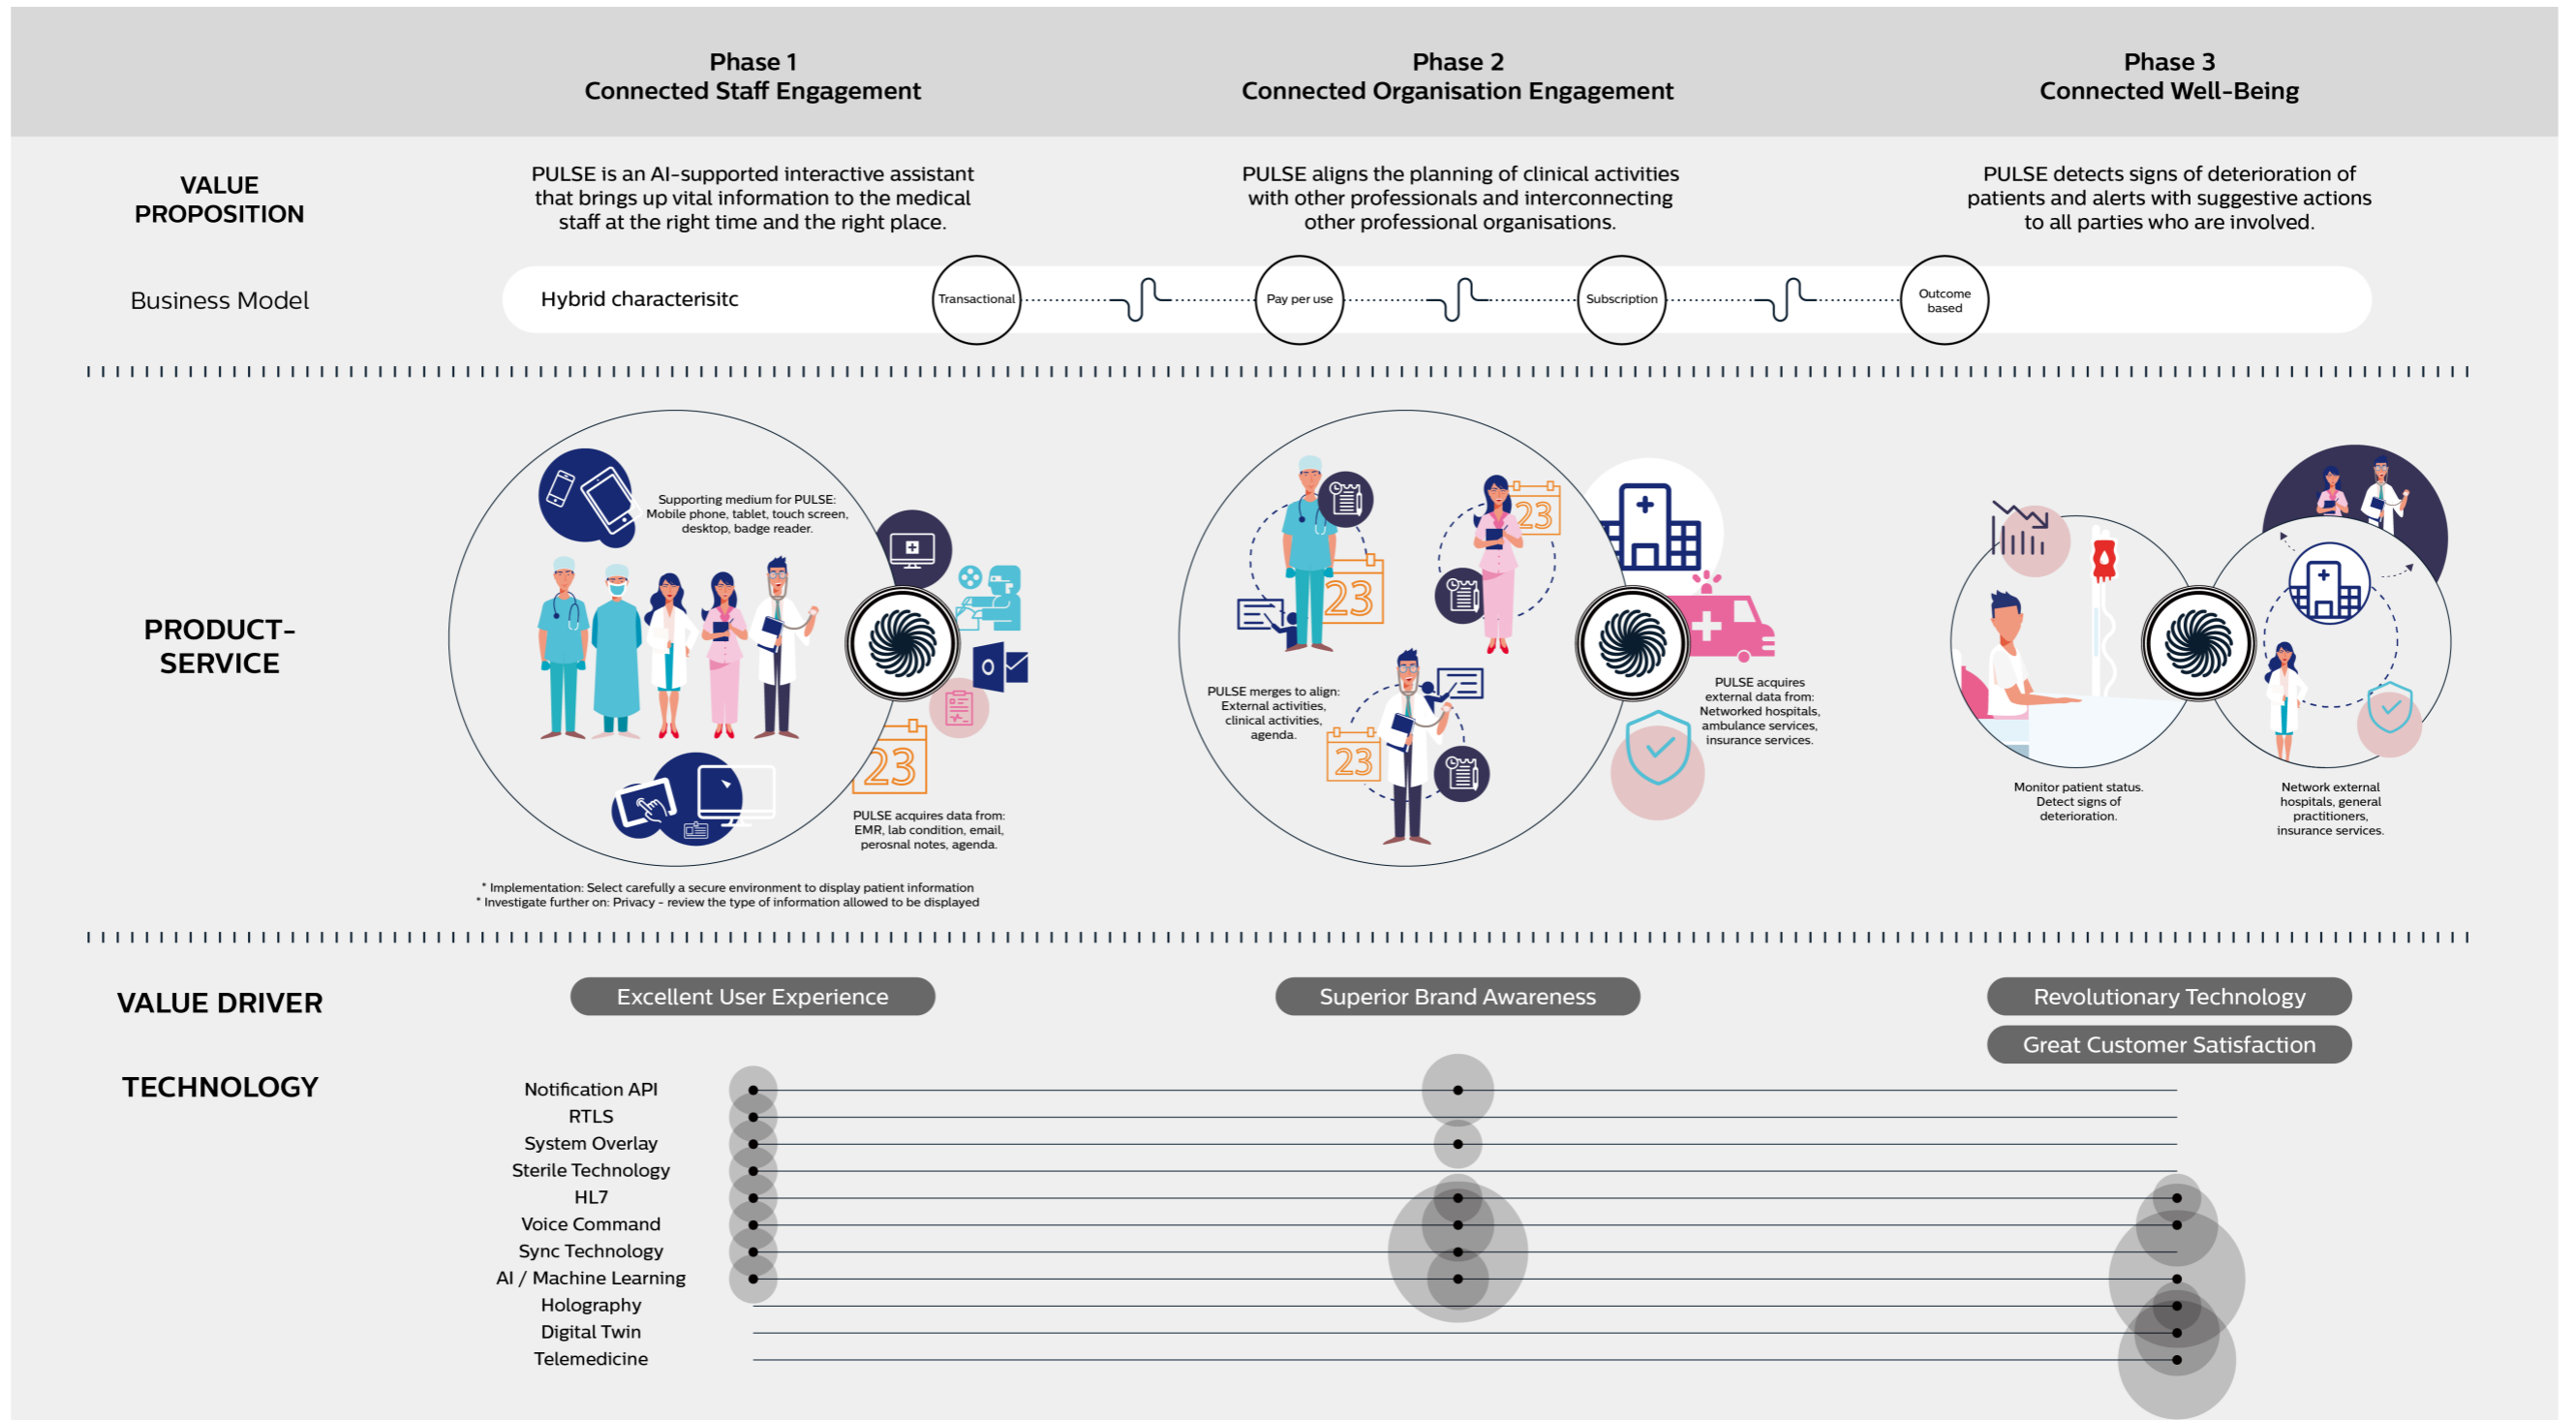 Phase 1
Connected Staff Engagement
Phase 2
Connected Organisation Engagement
Phase 3
Connected Well-Being
VALUE
PROPOSITION
PULSE is an AI-supported interactive assistant
that brings up vital information to the medical
staff at the right time and the right place.
PULSE aligns the planning of clinical activities
with other professionals and interconnecting
other professional organisations.
PULSE detects signs of deterioration of
patients and alerts with suggestive actions
to all parties who are involved.
Business Model
Hybrid characterisitc
Transactional
Pay per use
Subscription
Outcome
based
PRODUCT-
SERVICE
Supporting medium for PULSE:
Mobile phone, tablet, touch screen,
desktop, badge reader.
23
PULSE acquires data from:
EMR, lab condition, email,
perosnal notes, agenda.
* Implementation: Select carefully a secure environment to display patient information
* Investigate further on: Privacy - review the type of information allowed to be displayed
23
23
PULSE merges to align:
External activities,
clinical activities,
agenda.
23
PULSE acquires
external data from:
Networked hospitals,
ambulance services,
insurance services.
Monitor patient status.
Detect signs of
deterioration.
Network external
hospitals, general
practitioners,
insurance services.
VALUE DRIVER
Excellent User Experience
Superior Brand Awareness
Revolutionary Technology
Great Customer Satisfaction
TECHNOLOGY
Notification API
RTLS
System Overlay
Sterile Technology
HL7
Voice Command
Sync Technology
AI / Machine Learning
Holography
Digital Twin
Telemedicine